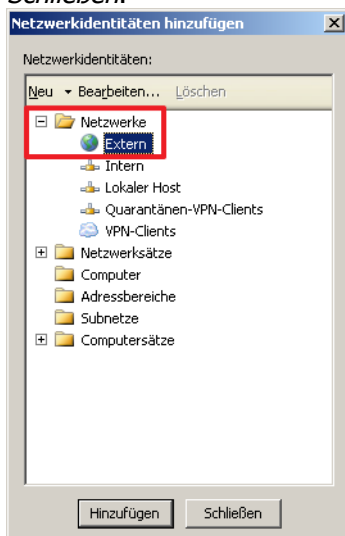 Schließen.
Netzwerkidentitäten hinzufügen
Netzwerkidentitäten:
Neu Bearbeiten... Löschen
Netzwerke
Extern
Intern
Lokaler Host
Quarantänen-VPN-Clients
VPN-Clients
Netzwerksätze
Computer
Adressbereiche
Subnetze
Computersätze
Hinzufügen Schließen